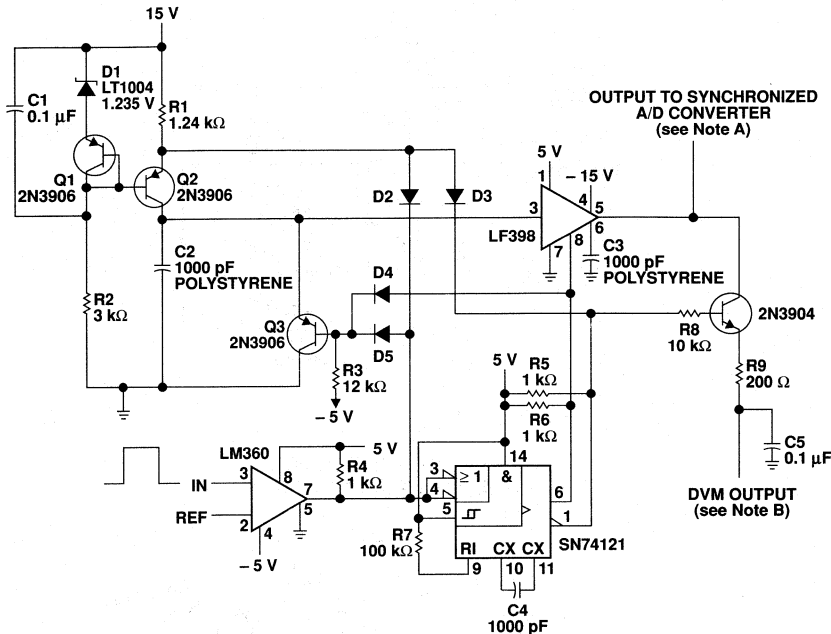 15 V
D1
LT1004
1.235 V
C1
0.1 µF
R1
1.24 kΩ
OUTPUT TO SYNCHRONIZED
A/D CONVERTER
(see Note A)
Q1
2N3906
Q2
2N3906
D2
D3
5 V
– 15 V
1
4
3
5
6
8
7
LF398
C3
1000 pF
POLYSTYRENE
C2
1000 pF
POLYSTYRENE
R2
3 kΩ
D4
D5
Q3
2N3906
R3
12 kΩ
– 5 V
R8
10 kΩ
2N3904
R9
200 Ω
5 V
R5
1 kΩ
R6
1 kΩ
C5
0.1 µF
DVM OUTPUT
(see Note B)
LM360
5 V
R4
1 kΩ
IN
REF
3
2
8
7
5
4
– 5 V
14
3
4
5
≥ 1
&
6
1
SN74121
R7
100 kΩ
RI
CX
CX
9
10
11
C4
1000 pF